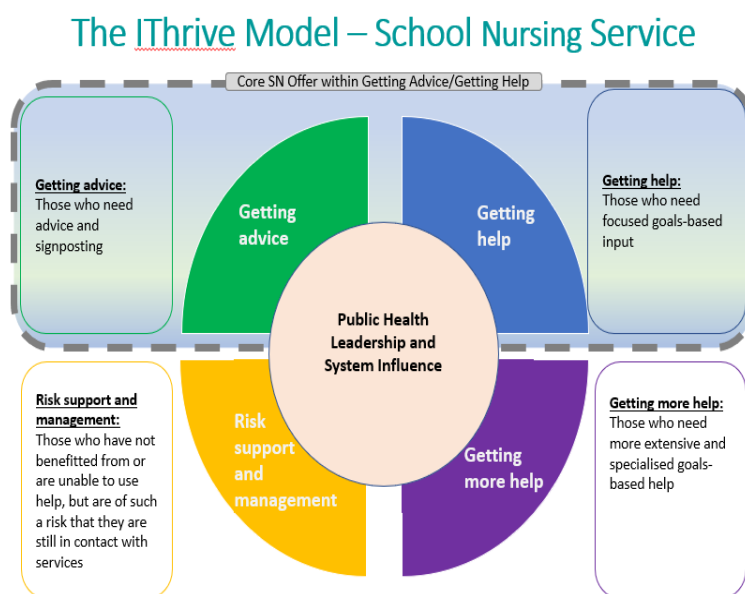 The IThrive Model – School Nursing Service
Core SN Offer within Getting Advice/Getting Help
Getting advice:
Those who need
advice and
signposting
Getting
advice
Getting
help
Getting help:
Those who need
focused goals-based
input
Public Health
Leadership and
System Influence
Risk support and
management:
Those who have not
benefitted from or
are unable to use
help, but are of such
a risk that they are
still in contact with
services
Risk
support
and
management
Getting
more help
Getting more help:
Those who need
more extensive and
specialised goals-
based help